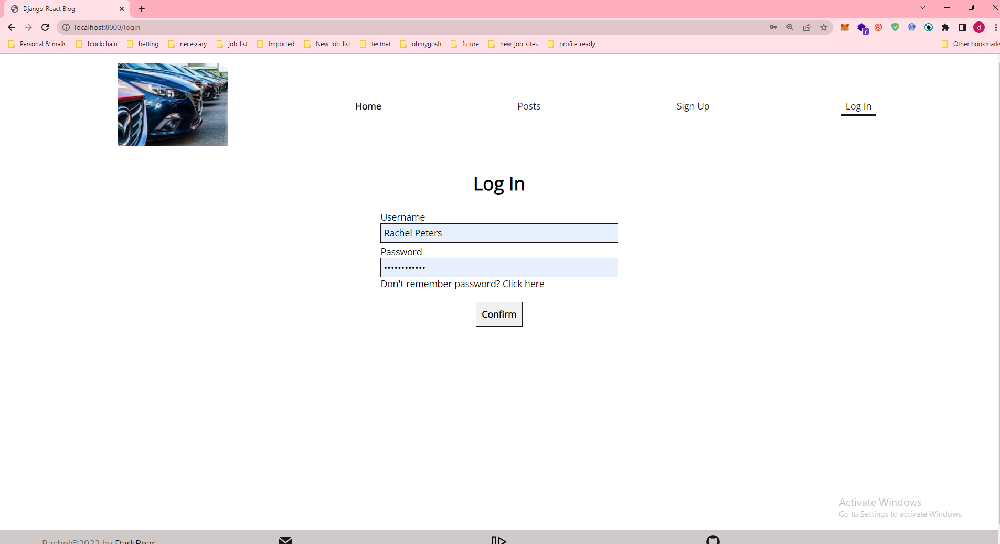 Django-React Blog
localhost:8000/login
7
d
Personal & mails blockchain betting necessary job_list Imported New_lob_list testnet ohmygosh future new_job_sites profile_ready Other bookmarks
Home Posts Sign Up Log In
Log In
Username
Rachel Peters
Password
••••••••••••
Don't remember password? Click here
Confirm
Activate Windows
Go to Settings to activate Windows.
Rachel@2022 by DarkBear